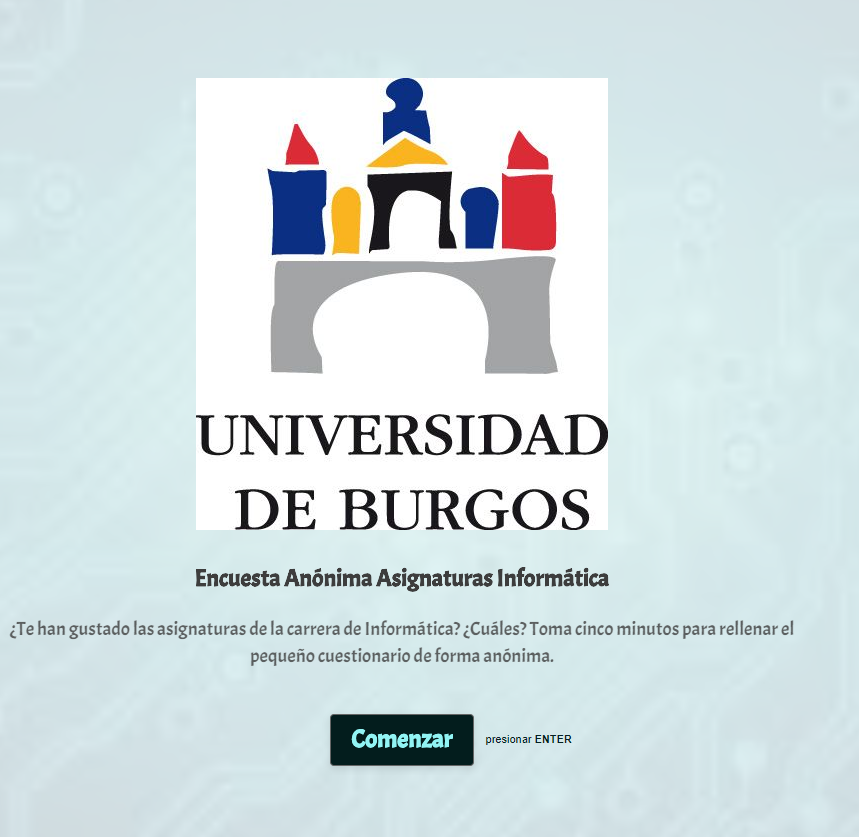 UNIVERSIDAD
DE BURGOS
Encuesta Anónima Asignaturas Informática
¿Te han gustado las asignaturas de la carrera de Informática? ¿Cuáles? Toma cinco minutos para rellenar el
pequeño cuestionario de forma anónima.
Comenzar presionar ENTER